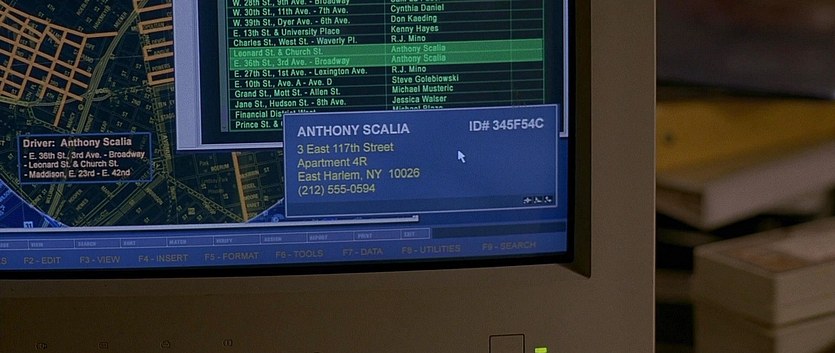 W. 28th St., 9th - Broadway
W. 30th St., 11th Ave. - 7th Ave. Cynthia Daniel
W. 39th St., Dyer Ave. - 6th Ave. Don Kaeding
E. 13th St. & University Place Kenny Hayes
Charles St., West St. - Waverly Pl. R.J. Mino
Leonard St. & Church St. Anthony Scalia
E. 36th St., 3rd Ave. - Broadway Anthony Scalia
E. 27th St., 1st Ave. - Lexington Ave. R.J. Mino
E. 10th St., Ave. A - Ave. D Steve Golebiowski
Grand St., Mott St. - Allen St. Michael Musteric
Jane St., Hudson St. - 8th Ave. Jessica Walser
Financial District West
Prince St. &
Driver: Anthony Scalia
- E. 36th St., 3rd Ave. - Broadway
- Leonard St. & Church St.
- Maddison, E. 23rd - E. 42nd
ANTHONY SCALIA ID# 345F54C
3 East 117th Street
Apartment 4R
East Harlem, NY 10026
(212) 555-0594
F2 - EDIT F3 - VIEW F4 - INSERT F5 - FORMAT F6 - TOOLS F7 - DATA F8 - UTILITIES F9 - SEARCH